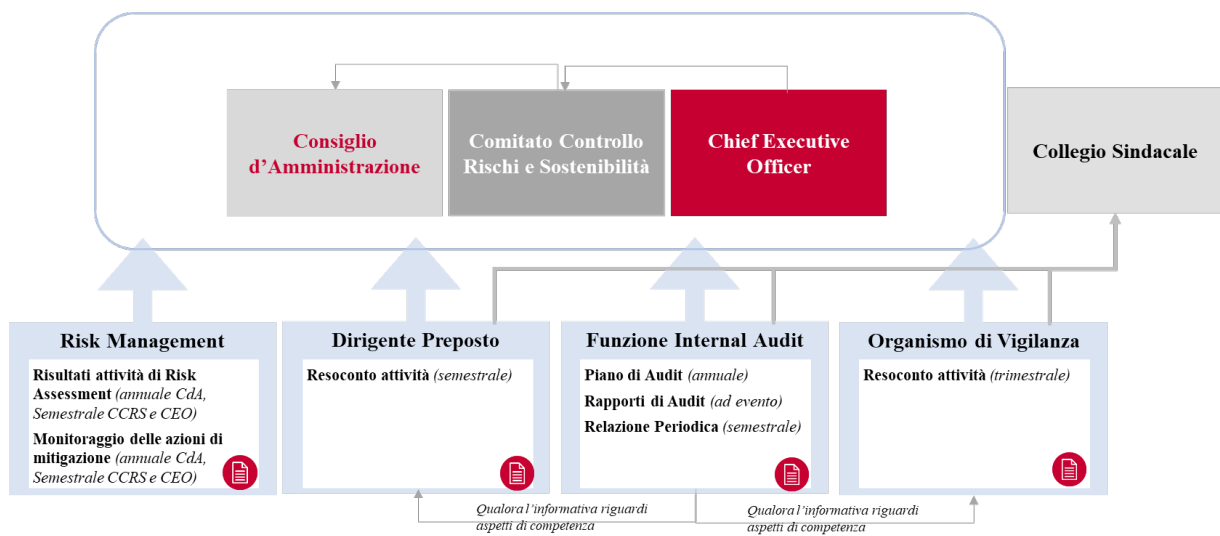 Consiglio
d’Amministrazione
Comitato Controllo
Rischi e Sostenibilità
Chief Executive
Officer
Collegio Sindacale
Risk Management
Risultati attività di Risk
Assessment (annuale CdA,
Semestrale CCRS e CEO)
Monitoraggio delle azioni di
mitigazione (annuale CdA,
Semestrale CCRS e CEO)
Dirigente Preposto
Resoconto attività (semestrale)
Funzione Internal Audit
Piano di Audit (annuale)
Rapporti di Audit (ad evento)
Relazione Periodica (semestrale)
Organismo di Vigilanza
Resoconto attività (trimestrale)
Qualora l’informativa riguardi
aspetti di competenza
Qualora l’informativa riguardi
aspetti di competenza